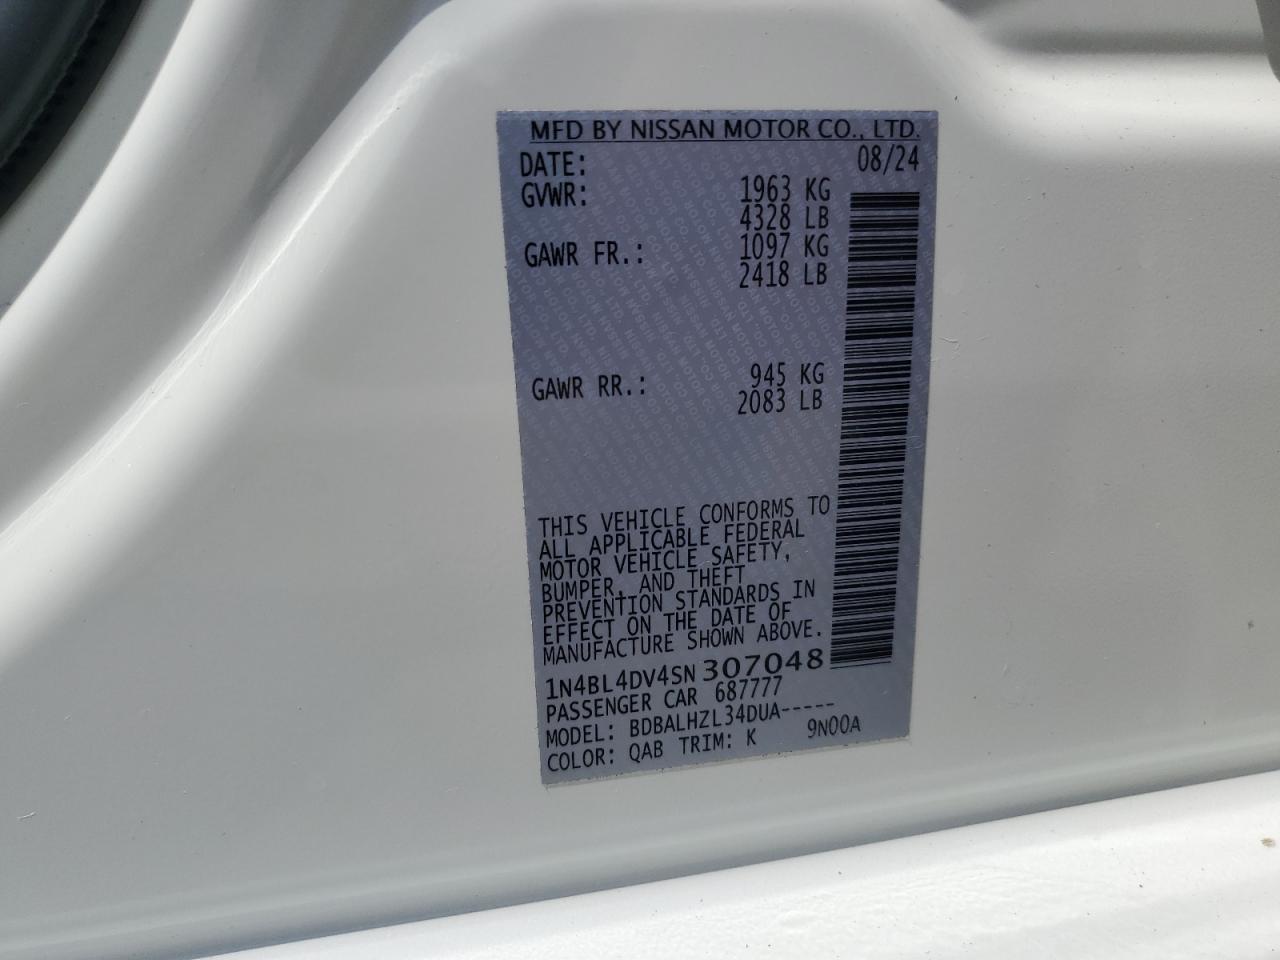 MFD BY NISSAN MOTOR CO., LTD.
DATE: 08/24
GVWR: 1963 KG
4328 LB
GAWR FR.: 1097 KG
2418 LB
GAWR RR.: 945 KG
2083 LB
THIS VEHICLE CONFORMS TO
ALL APPLICABLE FEDERAL
MOTOR VEHICLE SAFETY,
BUMPER, AND THEFT
PREVENTION STANDARDS IN
EFFECT ON THE DATE OF
MANUFACTURE SHOWN ABOVE.
1N4BL4DV4SN307048
PASSENGER CAR 687777
MODEL: BDBALHZL34DUA-----
COLOR: QAB TRIM: K 9N00A